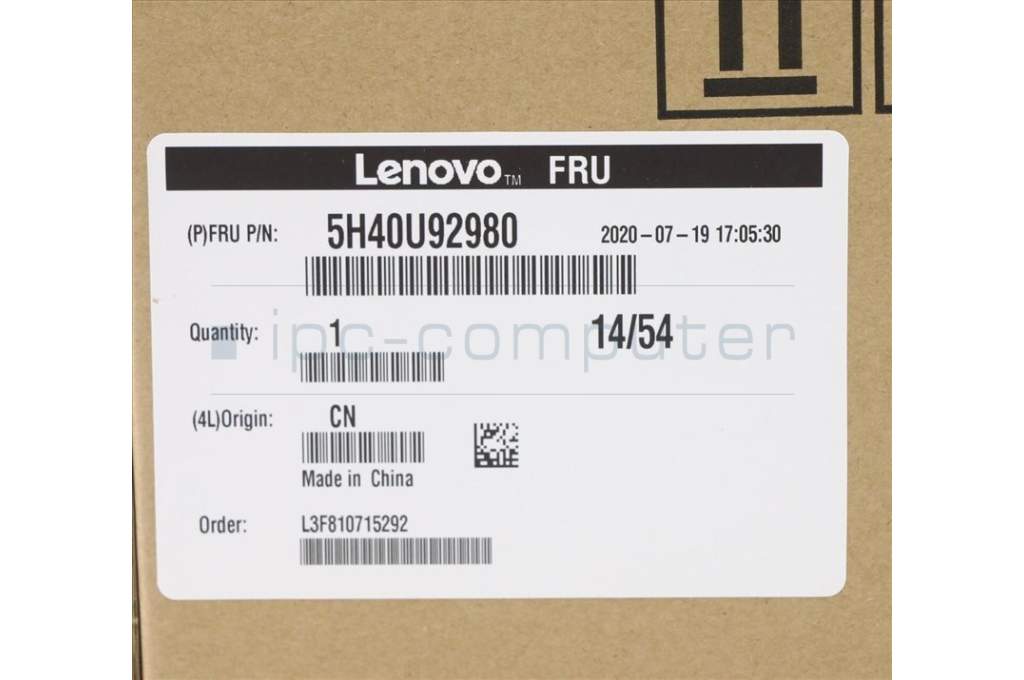 Lenovo™ FRU
(P)FRU P/N: 5H40U92980 2020-07-19 17:05:30
Quantity: 1 14/54
ipc-computer
(4L)Origin: CN
Made in China
Order: L3F810715292